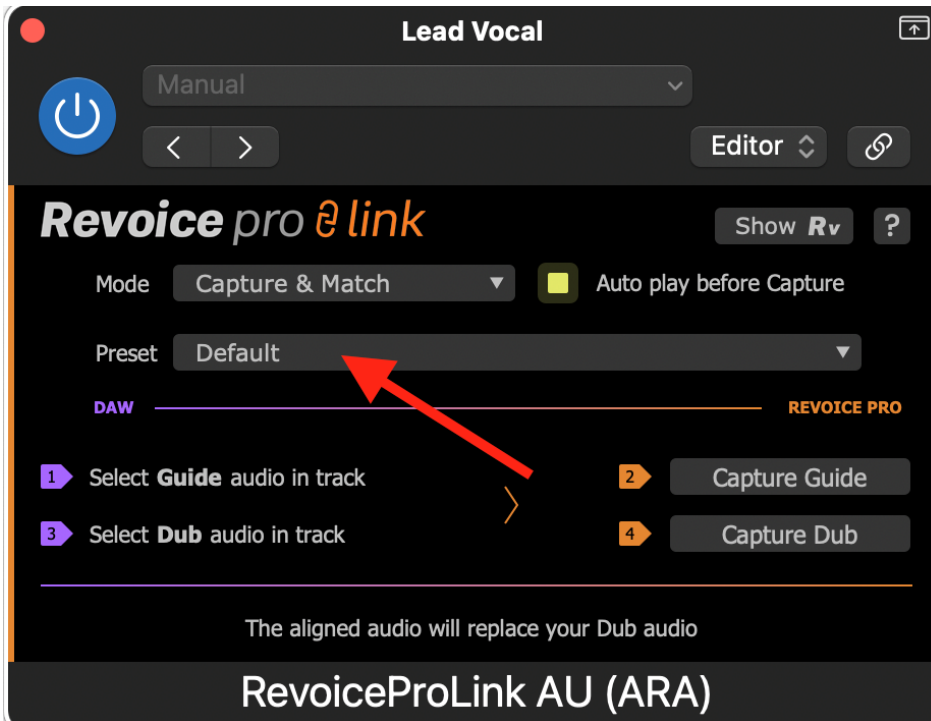 Lead Vocal
Manual
Editor
Revoice pro link
Show Rv ?
Mode Capture & Match Auto play before Capture
Preset Default
DAW REVOICE PRO
1 Select Guide audio in track 2 Capture Guide
3 Select Dub audio in track 4 Capture Dub
The aligned audio will replace your Dub audio
RevoiceProLink AU (ARA)